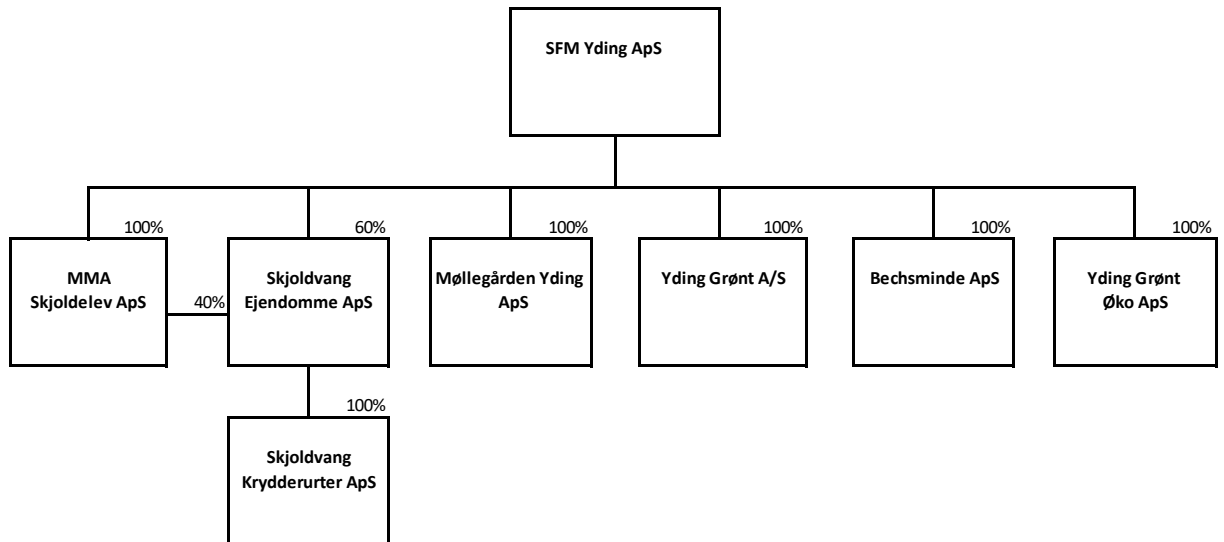 SFM Yding ApS
100%
60%
100%
100%
100%
100%
MMA
Skjoldelev ApS
40%
Skjoldvang
Ejendomme ApS
Møllegården Yding
ApS
Yding Grønt A/S
Bechsminde ApS
Yding Grønt
Øko ApS
100%
Skjoldvang
Krydderurter ApS